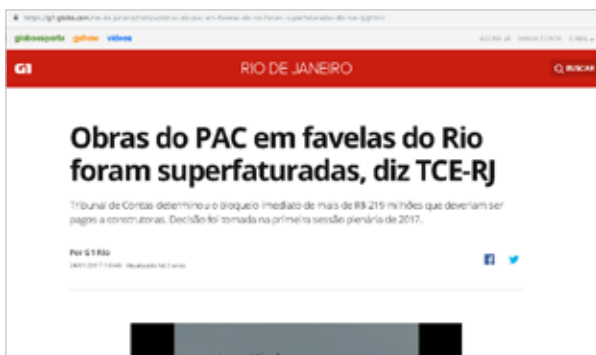 globoesporte gshow vídeos
G1 RIO DE JANEIRO BUSCAR
Obras do PAC em favelas do Rio
foram superfaturadas, diz TCE-RJ
Tribunal de Contas determinou o bloqueio imediato de mais de R$ 219 milhões que deveriam ser
pagos a construtoras. Decisão foi tomada na primeira sessão plenária de 2017.
Por G1 Rio